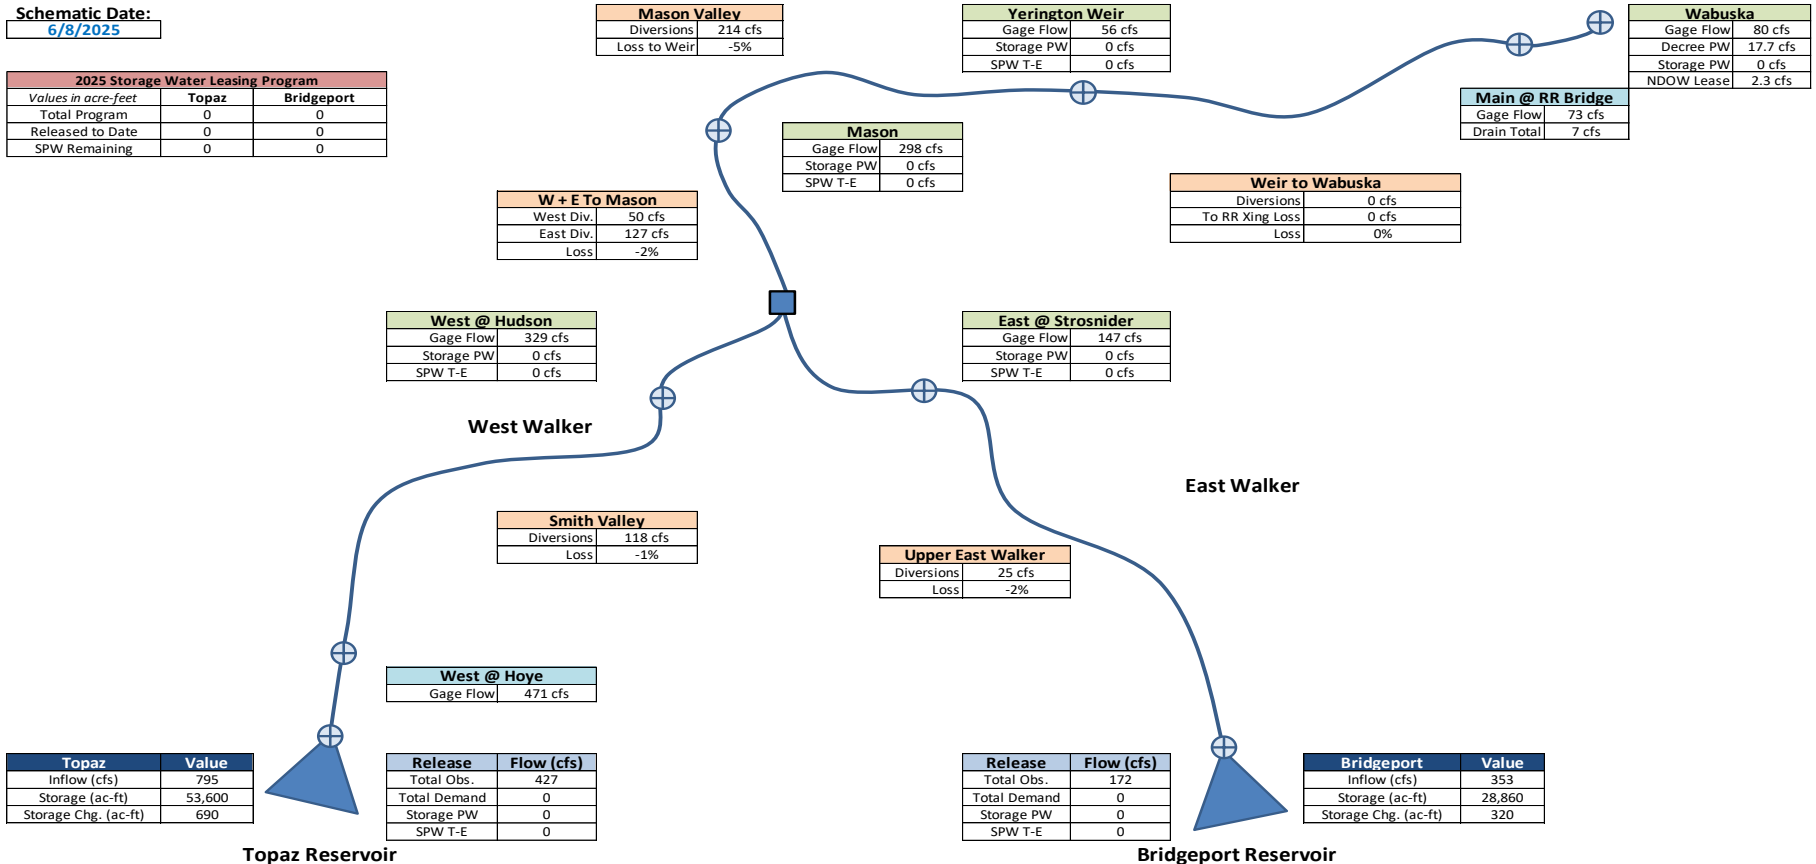 Schematic Date:
6/8/2025
2025 Storage Water Leasing Program
Values in acre-feet Topaz Bridgeport
Total Program 0 0
Released to Date 0 0
SPW Remaining 0 0
Mason Valley
Diversions 214 cfs
Loss to Weir -5%
Yerington Weir
Gage Flow 56 cfs
Storage PW 0 cfs
SPW T-E 0 cfs
Wabuska
Gage Flow 80 cfs
Decree PW 17.7 cfs
Storage PW 0 cfs
NDOW Lease 2.3 cfs
Main @ RR Bridge
Gage Flow 73 cfs
Drain Total 7 cfs
Mason
Gage Flow 298 cfs
Storage PW 0 cfs
SPW T-E 0 cfs
W + E To Mason
West Div. 50 cfs
East Div. 127 cfs
Loss -2%
Weir to Wabuska
Diversions 0 cfs
To RR Xing Loss 0 cfs
Loss 0%
West @ Hudson
Gage Flow 329 cfs
Storage PW 0 cfs
SPW T-E 0 cfs
East @ Strosnider
Gage Flow 147 cfs
Storage PW 0 cfs
SPW T-E 0 cfs
West Walker
East Walker
Smith Valley
Diversions 118 cfs
Loss -1%
Upper East Walker
Diversions 25 cfs
Loss -2%
West @ Hoye
Gage Flow 471 cfs
Topaz Value
Inflow (cfs) 795
Storage (ac-ft) 53,600
Storage Chg. (ac-ft) 690
Release Flow (cfs)
Total Obs. 427
Total Demand 0
Storage PW 0
SPW T-E 0
Release Flow (cfs)
Total Obs. 172
Total Demand 0
Storage PW 0
SPW T-E 0
Bridgeport Value
Inflow (cfs) 353
Storage (ac-ft) 28,860
Storage Chg. (ac-ft) 320
Topaz Reservoir
Bridgeport Reservoir